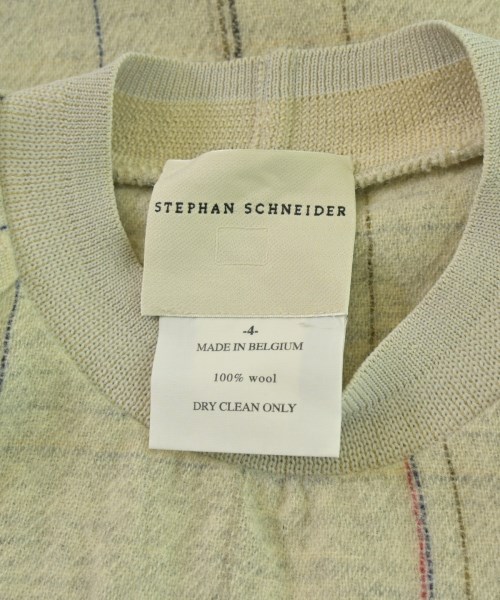 STEPHAN SCHNEIDER
-4-
MADE IN BELGIUM
100% wool
DRY CLEAN ONLY